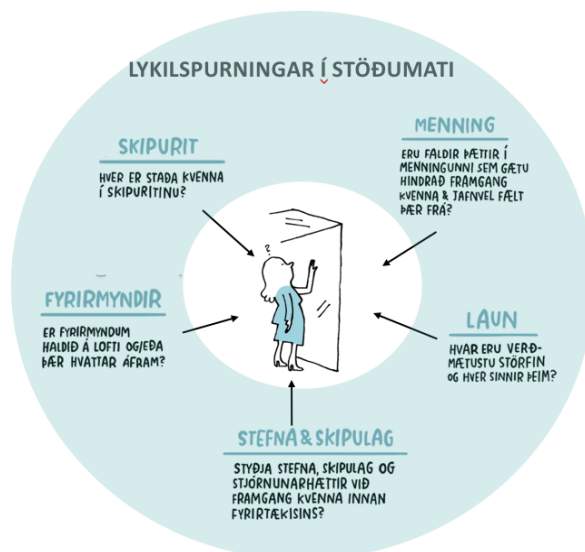 LYKILSPURNINGAR Í STÖÐUMATI
SKIPURIT
HVER ER STAÐA KVENNA
Í SKIPURITINU?
MENNING
ERU FALDIR ÞÆTTIR Í
MENNINGUNNI SEM GÆTU
HINDRAÐ FRAMGANG
KVENNA & JAFNVEL FÆLT
ÞÆR FRÁ?
?
FYRIRMYNDIR
ER FYRIRMYNDUM
HALDIÐ Á LOFTI OG/EÐA
ÞÆR HVATTAR ÁFRAM?
LAUN
HVAR ERU VERÐ-
MÆTUSTU STÖRFIN
OG HVER SINNIR ÞEIM?
STEFNA & SKIPULAG
STYÐJA STEFNA, SKIPULAG OG
STJÓRNUNARHÆTTIR VIÐ
FRAMGANG KVENNA INNAN
FYRIRTÆKISINS?